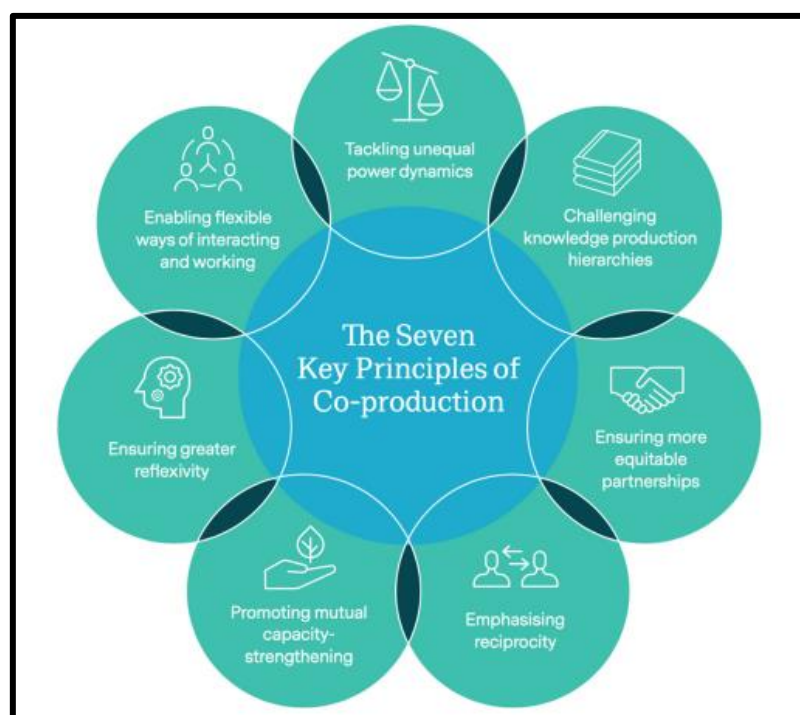 Tackling unequal
power dynamics
Challenging
knowledge production
hierarchies
Ensuring more
equitable
partnerships
Emphasising
reciprocity
Promoting mutual
capacity-
strengthening
Ensuring greater
reflexivity
Enabling flexible
ways of interacting
and working
The Seven
Key Principles of
Co-production